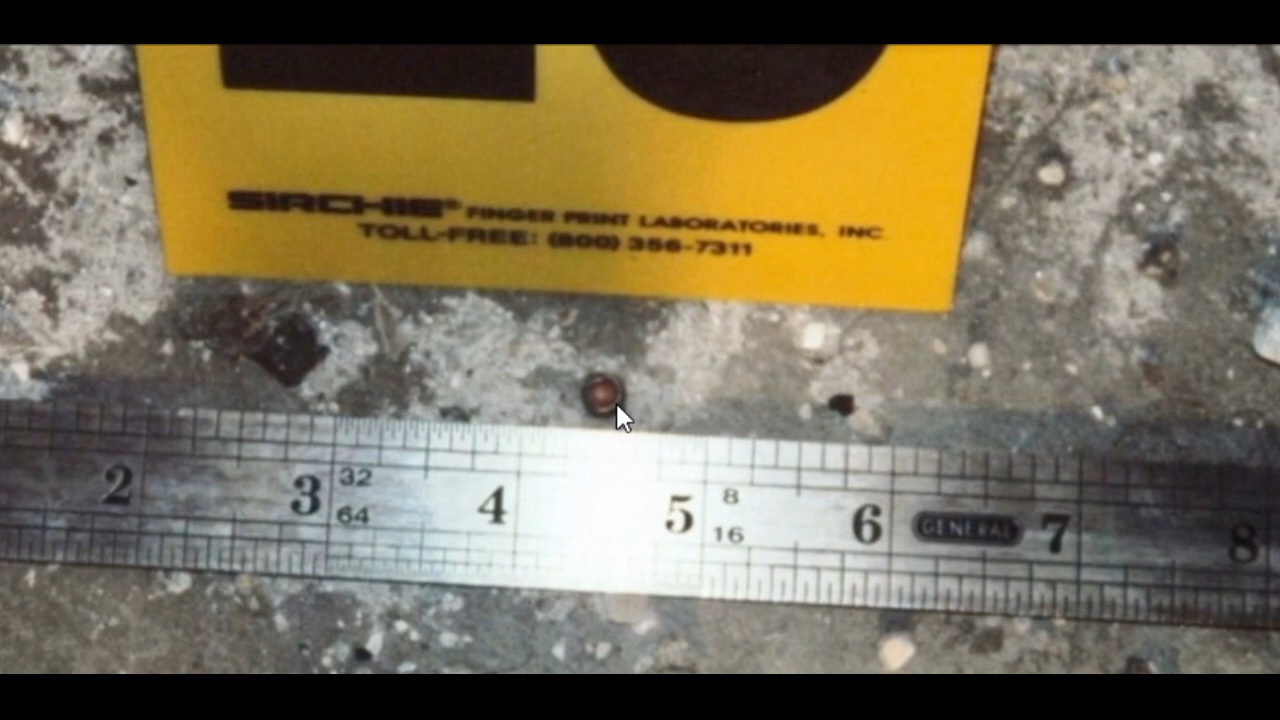 SIRCHIE® FINGER PRINT LABORATORIES, INC.
TOLL-FREE: (800) 356-7311
2 3 32 4 5 8 6 GENERAL 7 8
64 16